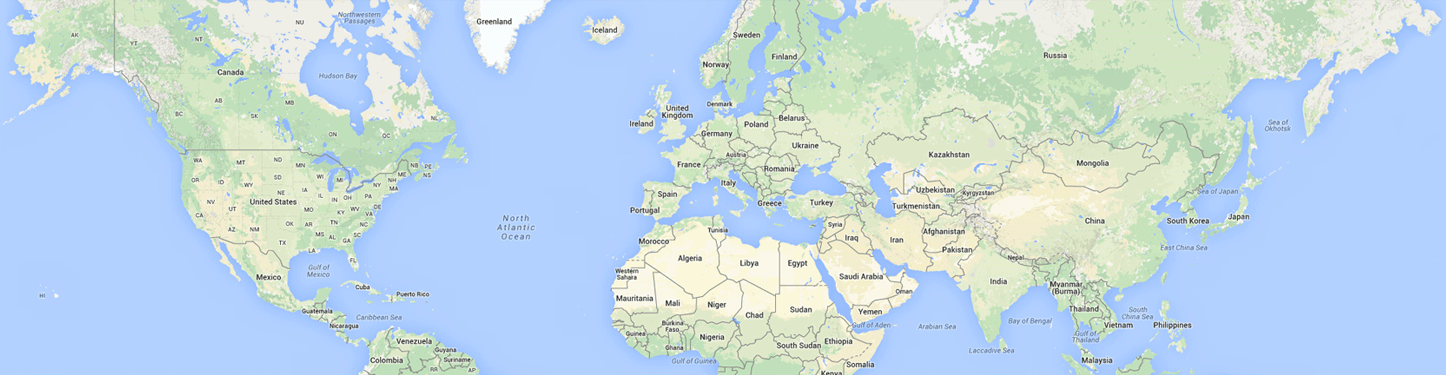 Greenland
Northwestern
Passages
NU
Iceland
AK
YT
NT
Sweden
Finland
Norway
Russia
Canada
Hudson Bay
AB
MB
SK
BC
ON
QC
NL
Denmark
United
Kingdom
Ireland
Belarus
Poland
Germany
Sea of
Okhotsk
Ukraine
Austria
Kazakhstan
Mongolia
WA
MT
ND
MN
NB
PE
NS
France
Romania
OR
ID
SD
WI
MI
NH
ME
MA
WY
NE
IA
NY
PA
Italy
Spain
Uzbekistan
Kyrgyzstan
Sea of Japan
NV
UT
United States
IL
IN
OH
WV
VA
DE
Portugal
Greece
Turkey
Turkmenistan
Japan
South Korea
China
CA
AZ
NM
OK
AR
KY
TN
NC
MS
AL
GA
SC
TX
LA
FL
North
Atlantic
Ocean
Tunisia
Morocco
Syria
Iraq
Iran
Afghanistan
Pakistan
East China Sea
Nepal
Algeria
Libya
Egypt
Saudi Arabia
Western
Sahara
Gulf of
Mexico
Mexico
India
Myanmar
(Burma)
HI
Cuba
Puerto Rico
Mauritania
Mali
Niger
Chad
Sudan
Oman
Yemen
Guatemala
Caribbean Sea
Nicaragua
Thailand
South
China Sea
Vietnam
Philippines
Burkina
Faso
Guinea
Ghana
Nigeria
Gulf of Aden
Arabian Sea
Bay of Bengal
Gulf of
Thailand
Venezuela
Guyana
Suriname
Colombia
RR
AP
Gulf of Guinea
South Sudan
Ethiopia
Somalia
Kenya
Laccadive Sea
Malaysia